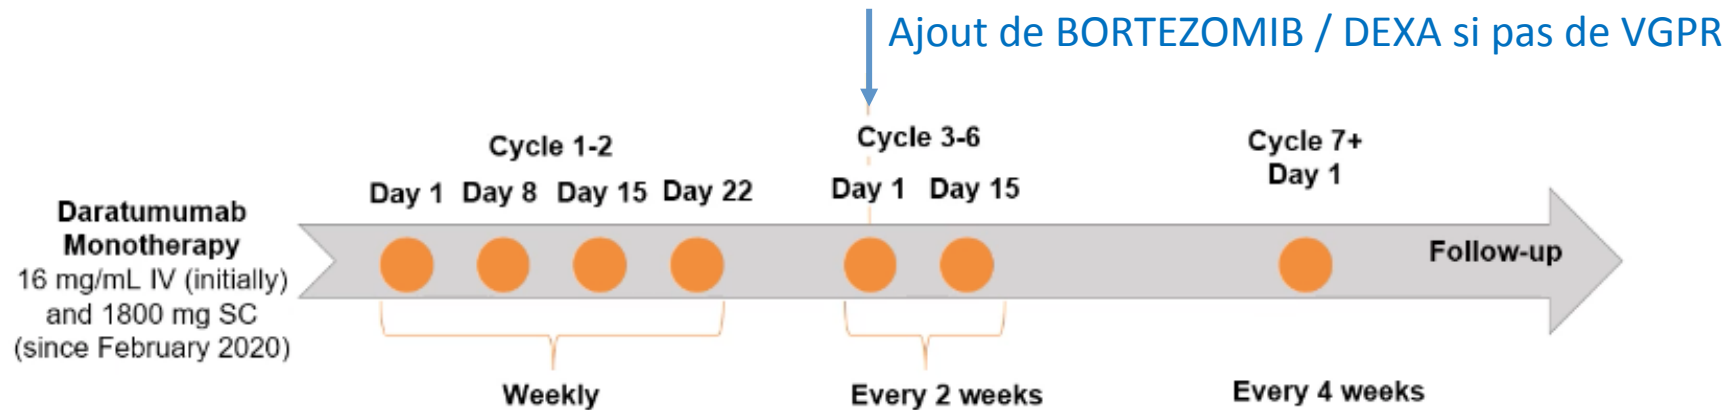 Ajout de BORTEZOMIB / DEXA si pas de VGPR
Cycle 1-2
Cycle 3-6
Cycle 7+
Day 1
Day 1 Day 8 Day 15 Day 22
Day 1 Day 15
Daratumumab
Monotherapy
16 mg/mL IV (initially)
and 1800 mg SC
(since February 2020)
Follow-up
Weekly
Every 2 weeks
Every 4 weeks